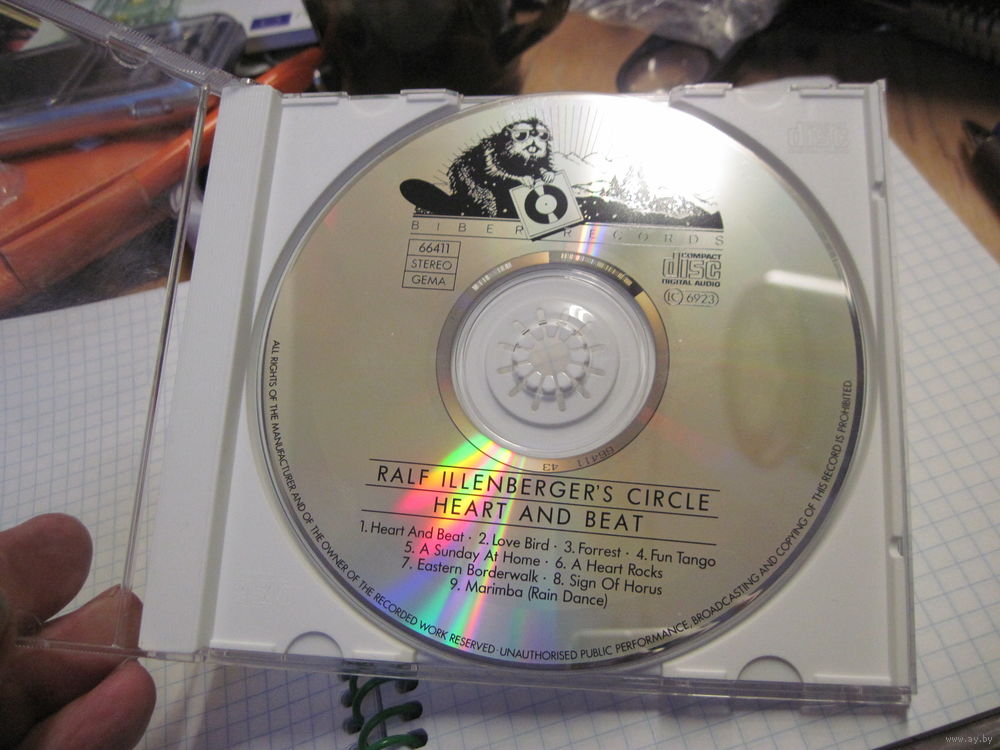 BIBER RECORDS
66411
STEREO
GEMA
COMPACT
disc
DIGITAL AUDIO
LC 6923
66411 43
RALF ILLENBERGER'S CIRCLE
HEART AND BEAT
1. Heart And Beat · 2. Love Bird · 3. Forrest · 4. Fun Tango
5. A Sunday At Home · 6. A Heart Rocks
7. Eastern Borderwalk · 8. Sign Of Horus
9. Marimba (Rain Dance)
ALL RIGHTS OF THE MANUFACTURER AND OF THE OWNER OF THE RECORDED WORK RESERVED · UNAUTHORISED PUBLIC PERFORMANCE, BROADCASTING AND COPYING OF THIS RECORD IS PROHIBITED
disc
www.ay.by